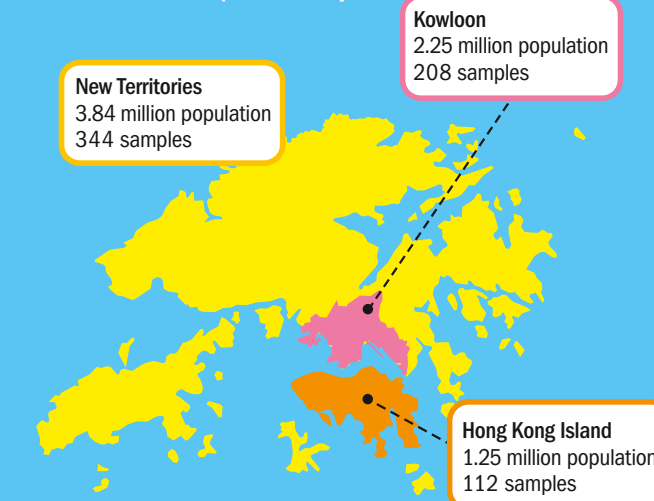 Kowloon
2.25 million population
208 samples
New Territories
3.84 million population
344 samples
Hong Kong Island
1.25 million population
112 samples